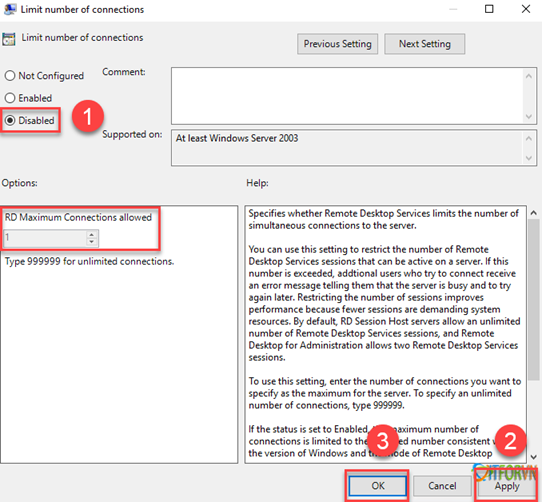 Limit number of connections
Limit number of connections
Previous Setting
Next Setting
Not Configured
Comment:
Enabled
Disabled
1
Supported on:
At least Windows Server 2003
Options:
Help:
RD Maximum Connections allowed
1
Type 999999 for unlimited connections.
Specifies whether Remote Desktop Services limits the number of
simultaneous connections to the server.
You can use this setting to restrict the number of Remote
Desktop Services sessions that can be active on a server. If this
number is exceeded, addtional users who try to connect receive
an error message telling them that the server is busy and to try
again later. Restricting the number of sessions improves
performance because fewer sessions are demanding system
resources. By default, RD Session Host servers allow an unlimited
number of Remote Desktop Services sessions, and Remote
Desktop for Administration allows two Remote Desktop Services
sessions.
To use this setting, enter the number of connections you want to
specify as the maximum for the server. To specify an unlimited
number of connections, type 999999.
If the status is set to Enabled, maximum number of
connections is limited to the number consistent
the version of Windows and the mode of Remote Desktop
3
2
ITFORVN
OK
Cancel
Apply